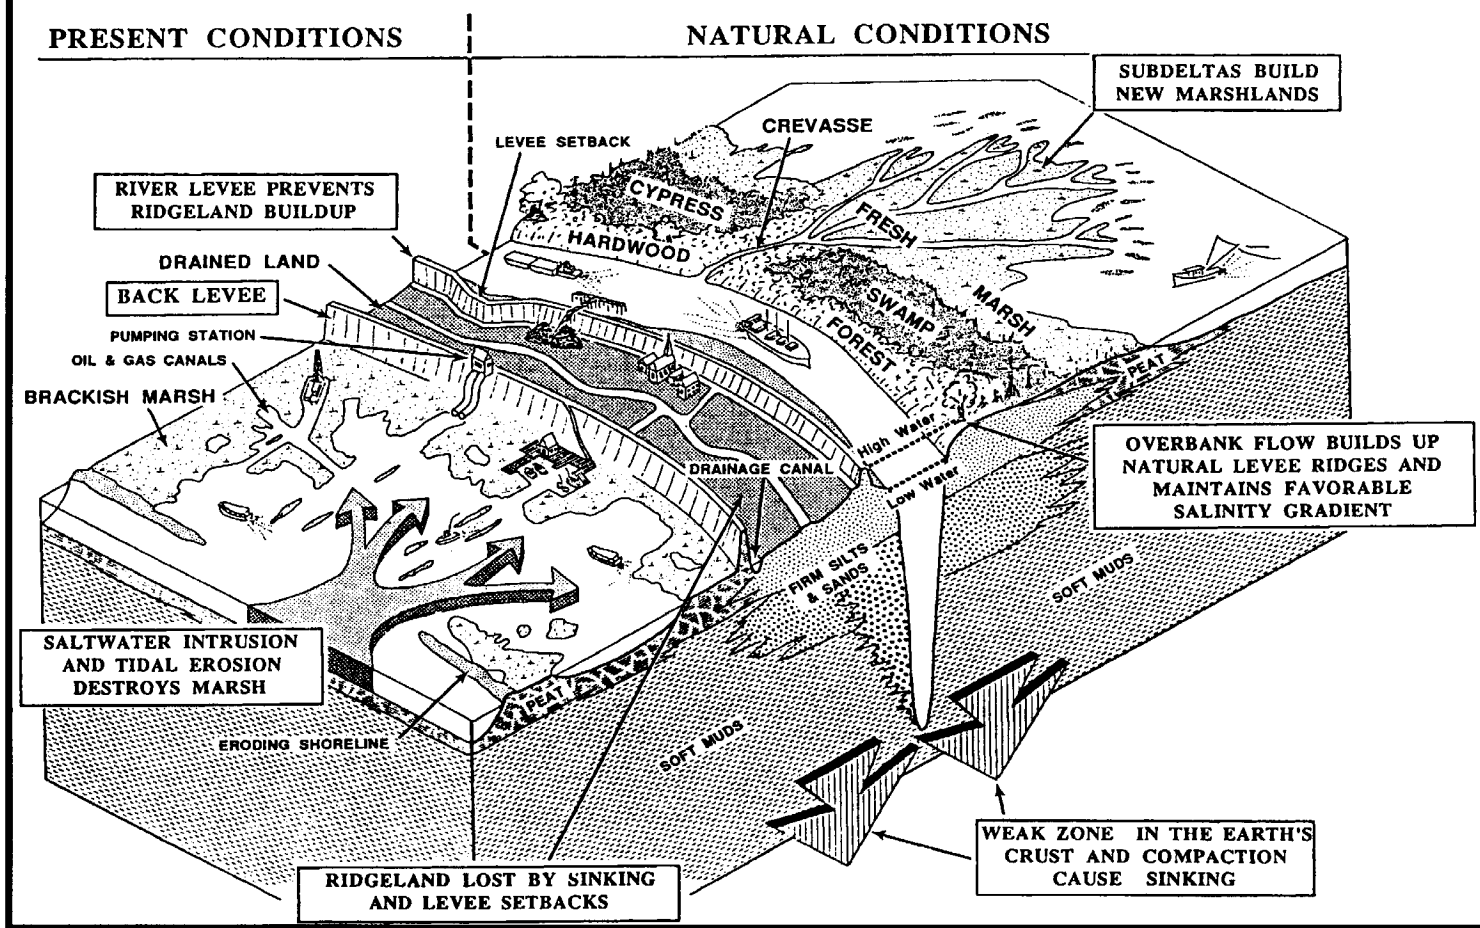 PRESENT CONDITIONS
NATURAL CONDITIONS
SUBDELTAS BUILD
NEW MARSHLANDS
LEVEE SETBACK
CREVASSE
RIVER LEVEE PREVENTS
RIDGELAND BUILDUP
CYPRESS
FRESH
HARDWOOD
DRAINED LAND
BACK LEVEE
SWAMP
MARSH
PUMPING STATION
FOREST
OIL & GAS CANALS
PEAT
BRACKISH MARSH
High Water
OVERBANK FLOW BUILDS UP
NATURAL LEVEE RIDGES AND
MAINTAINS FAVORABLE
SALINITY GRADIENT
DRAINAGE CANAL
Low Water
FIRM SILTS
& SANDS
SOFT MUDS
SALTWATER INTRUSION
AND TIDAL EROSION
DESTROYS MARSH
PEAT
ERODING SHORELINE
SOFT MUDS
WEAK ZONE IN THE EARTH'S
CRUST AND COMPACTION
CAUSE SINKING
RIDGELAND LOST BY SINKING
AND LEVEE SETBACKS